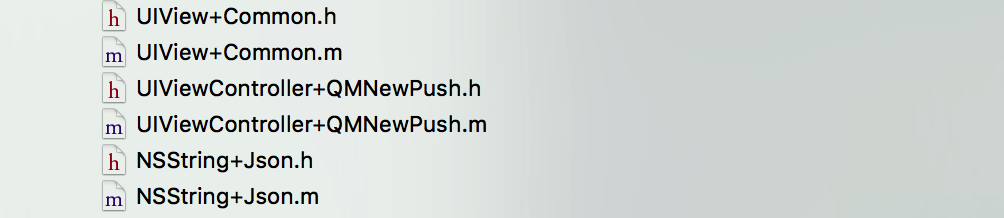 h UIView+Common.h
m UIView+Common.m
h UIViewController+QMNewPush.h
m UIViewController+QMNewPush.m
h NSString+Json.h
m NSString+Json.m